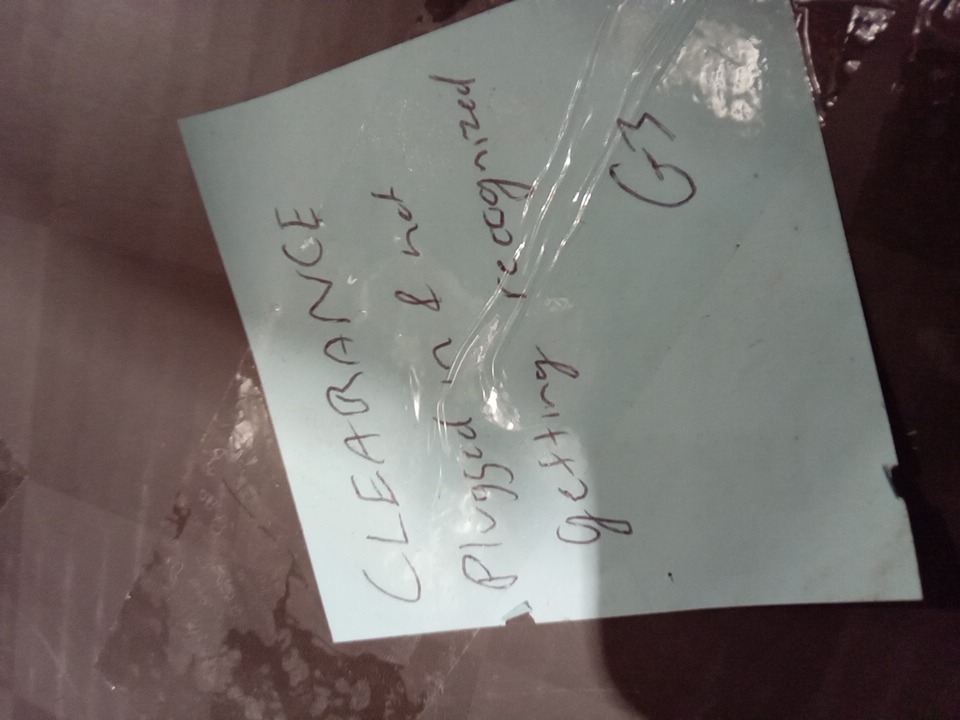 CLEARANCE
Plugged in & not
getting recognized
G3